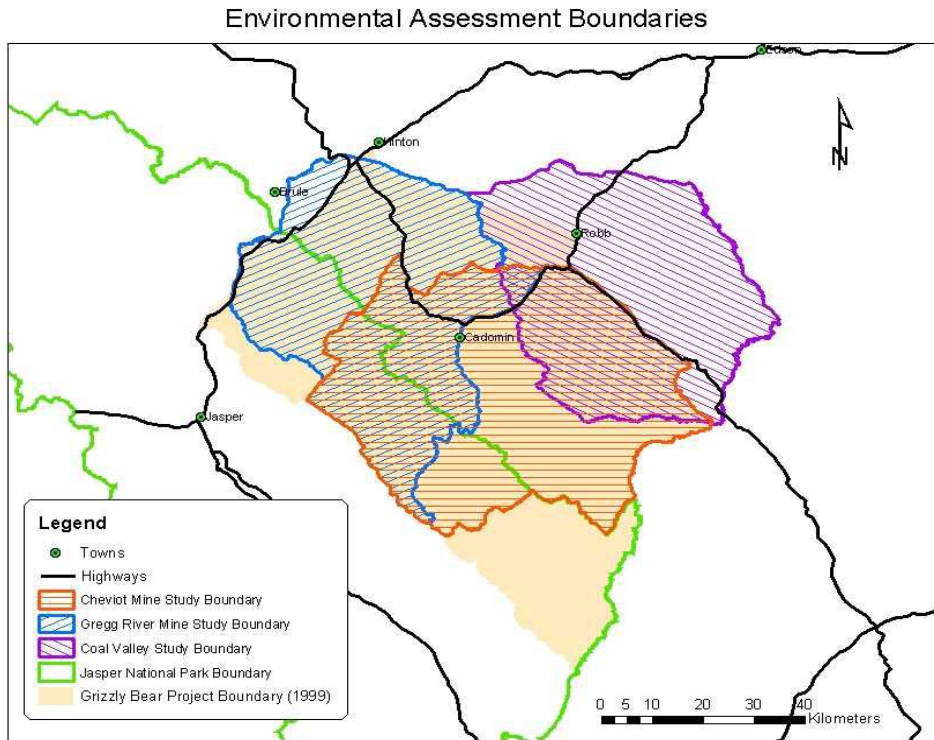 Environmental Assessment Boundaries
Edson
Hinton
Brule
N
Robb
Cadomin
Jasper
Legend
Towns
Highways
Cheviot Mine Study Boundary
Gregg River Mine Study Boundary
Coal Valley Study Boundary
Jasper National Park Boundary
Grizzly Bear Project Boundary (1999)
0 5 10 20 30 40
Kilometers